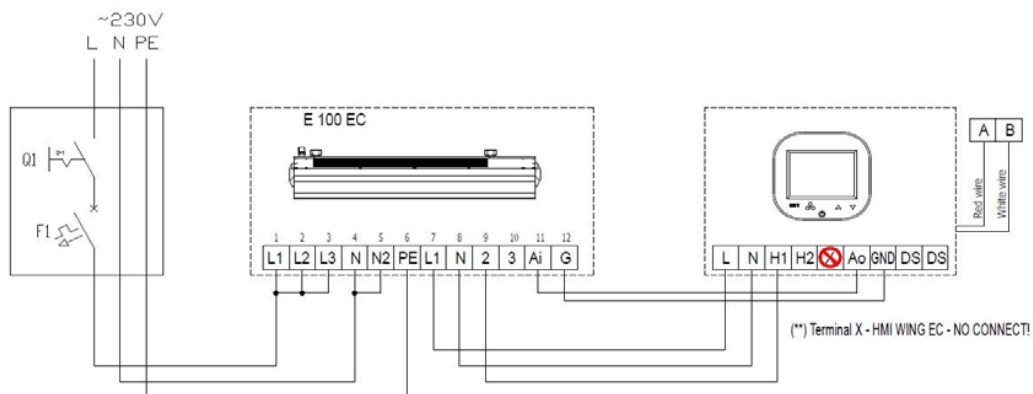 ~230V
L N PE
E 100 EC
Q1
F1
1 2 3 4 5 6 7 8 9 10 11 12
L1 L2 L3 N N2 PE L1 N 2 3 Ai G
L N H1 H2 Ao GND DS DS
A B
Red wire
White wire
(**) Terminal X - HMI WING EC - NO CONNECT!